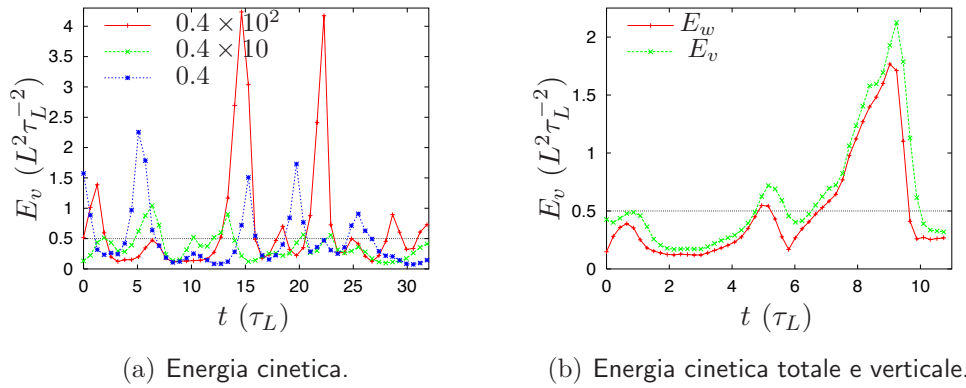 0.4 × 10²
0.4 × 10
0.4
E_v (L²τ_L⁻²)
4
3.5
3
2.5
2
1.5
1
0.5
0
0 5 10 15 20 25 30
t (τ_L)
(a) Energia cinetica.
E_w
E_v
E_v (L²τ_L⁻²)
2
1.5
1
0.5
0
0 2 4 6 8 10
t (τ_L)
(b) Energia cinetica totale e verticale.